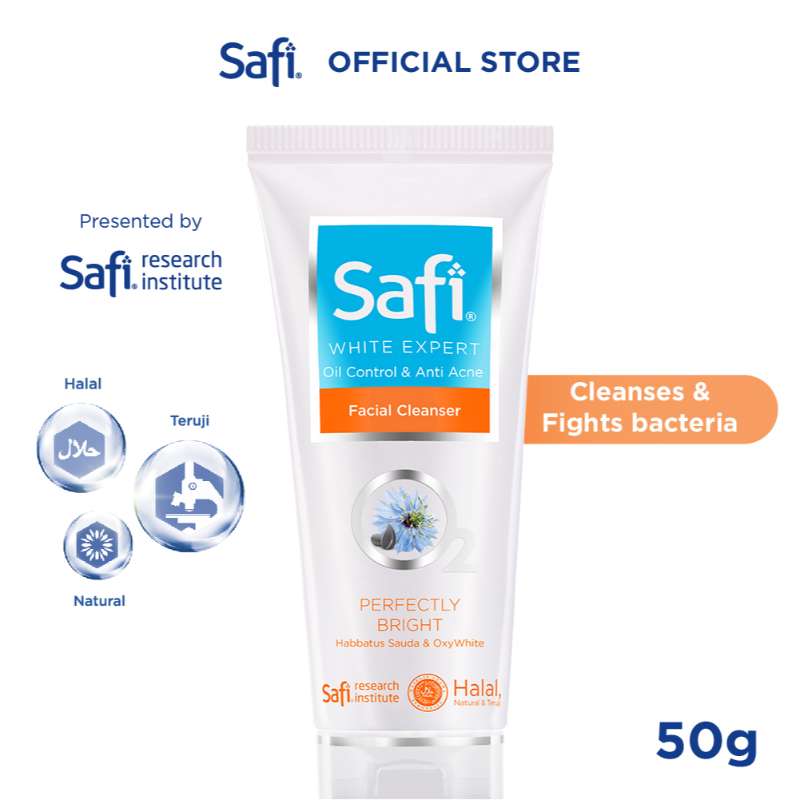 Safi® OFFICIAL STORE
Presented by
Safi® research
institute
Halal
حلال
Teruji
Natural
Safi®
WHITE EXPERT
Oil Control & Anti Acne
Facial Cleanser
Cleanses &
Fights bacteria
O2
PERFECTLY
BRIGHT
Habbatus Sauda & OxyWhite
Safi® research
institute
Halal,
Natural & Teruji
50g